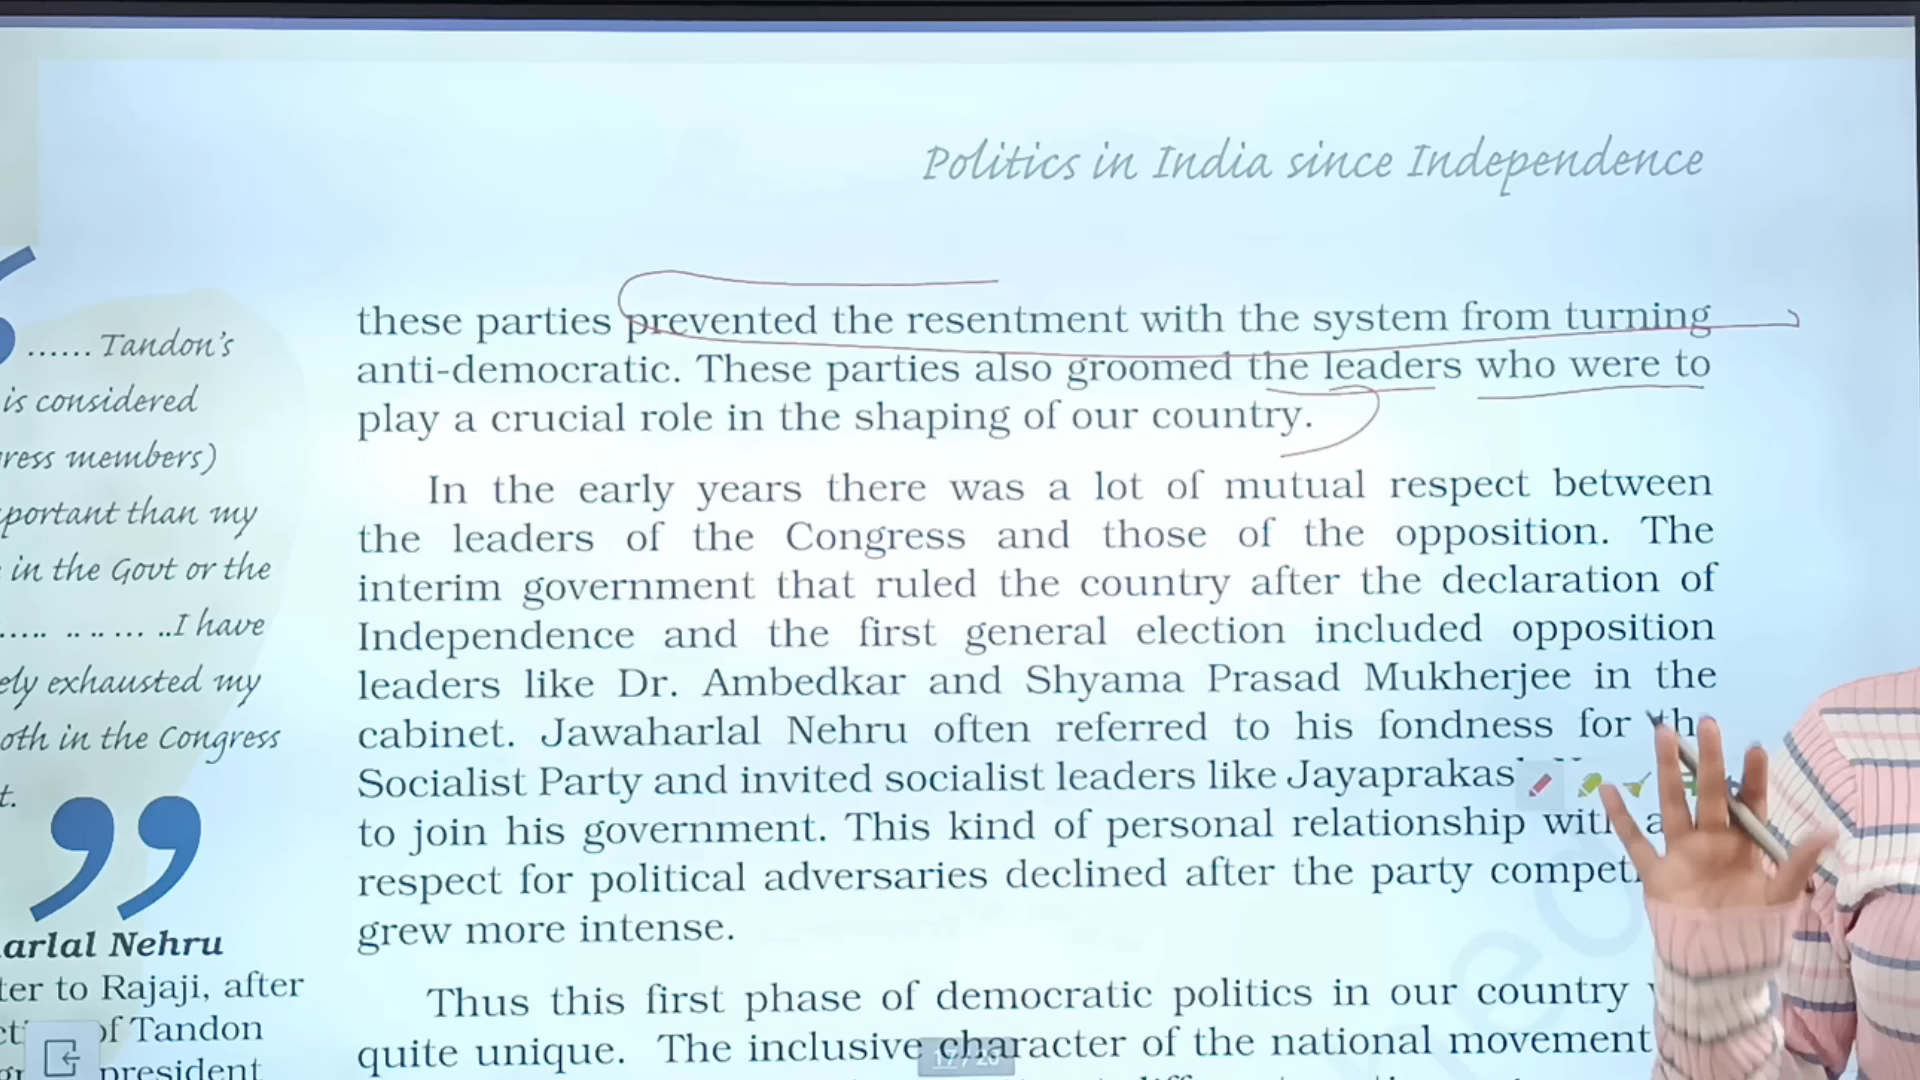 Politics in India since Independence
these parties prevented the resentment with the system from turning
anti-democratic. These parties also groomed the leaders who were to
play a crucial role in the shaping of our country.
In the early years there was a lot of mutual respect between
the leaders of the Congress and those of the opposition. The
interim government that ruled the country after the declaration of
Independence and the first general election included opposition
leaders like Dr. Ambedkar and Shyama Prasad Mukherjee in the
cabinet. Jawaharlal Nehru often referred to his fondness for the
Socialist Party and invited socialist leaders like
to join his government. This kind of personal relationship with
respect for political adversaries declined after the party
grew more intense.
Thus this first phase of democratic politics in our country
quite unique. The inclusive character of the national movement
...... Tandon's
is considered
members)
than my
in the Govt or the
I have
exhausted my
in the Congress
Nehru
to Rajaji, after
of Tandon
president
17/26